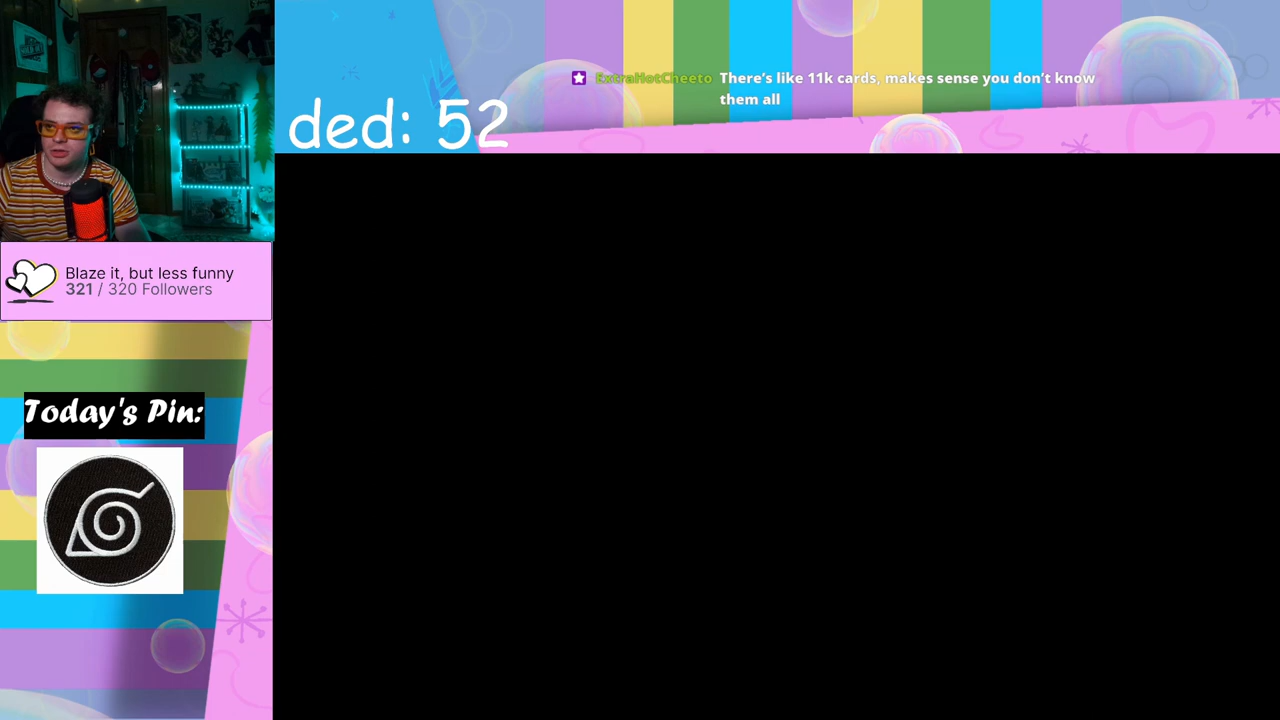 ExtraHotCheeto There’s like 11k cards, makes sense you don’t know
them all
ded: 52
Blaze it, but less funny
321 / 320 Followers
Today's Pin: